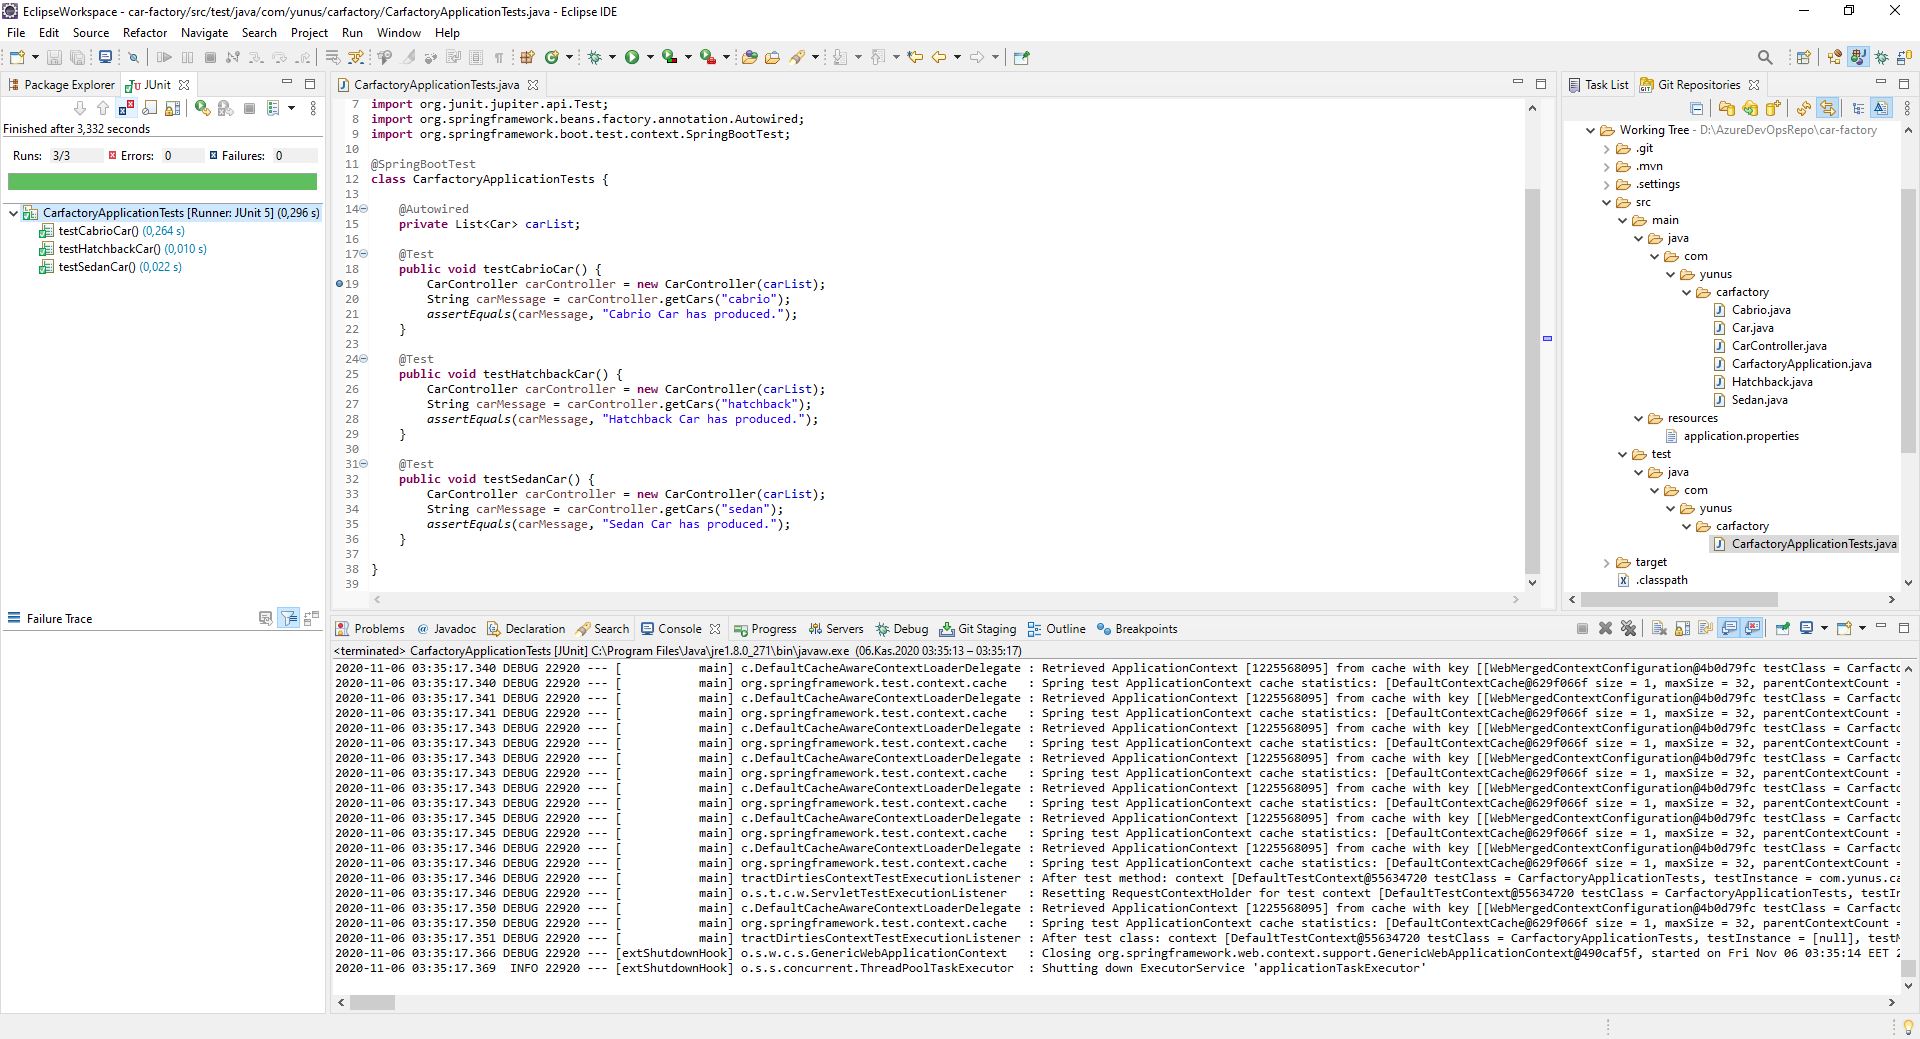 EclipseWorkspace - car-factory/src/test/java/com/yunus/carfactory/CarfactoryApplicationTests.java - Eclipse IDE
File Edit Source Refactor Navigate Search Project Run Window Help
Package Explorer JUnit
Finished after 3,332 seconds
Runs: 3/3 Errors: 0 Failures: 0
CarfactoryApplicationTests [Runner: JUnit 5] (0,296 s)
testCabrioCar() (0,264 s)
testHatchbackCar() (0,010 s)
testSedanCar() (0,022 s)
Failure Trace
CarfactoryApplicationTests.java
7 import org.junit.jupiter.api.Test;
8 import org.springframework.beans.factory.annotation.Autowired;
9 import org.springframework.boot.test.context.SpringBootTest;
10
11 @SpringBootTest
12 class CarfactoryApplicationTests {
13
14 @Autowired
15 private List<Car> carList;
16
17 @Test
18 public void testCabrioCar() {
19 CarController carController = new CarController(carList);
20 String carMessage = carController.getCars("cabrio");
21 assertEquals(carMessage, "Cabrio Car has produced.");
22 }
23
24 @Test
25 public void testHatchbackCar() {
26 CarController carController = new CarController(carList);
27 String carMessage = carController.getCars("hatchback");
28 assertEquals(carMessage, "Hatchback Car has produced.");
29 }
30
31 @Test
32 public void testSedanCar() {
33 CarController carController = new CarController(carList);
34 String carMessage = carController.getCars("sedan");
35 assertEquals(carMessage, "Sedan Car has produced.");
36 }
37
38 }
39
Task List Git Repositories
Working Tree - D:\AzureDevOpsRepo\car-factory
.git
.mvn
.settings
src
main
java
com
yunus
carfactory
Cabrio.java
Car.java
CarController.java
CarfactoryApplication.java
Hatchback.java
Sedan.java
resources
application.properties
test
java
com
yunus
carfactory
CarfactoryApplicationTests.java
target
.classpath
Problems Javadoc Declaration Search Console Progress Servers Debug Git Staging Outline Breakpoints
<terminated> CarfactoryApplicationTests [JUnit] C:\Program Files\Java\jre1.8.0_271\bin\javaw.exe (06.Kas.2020 03:35:13 – 03:35:17)
2020-11-06 03:35:17.340 DEBUG 22920 --- [ main] c.DefaultCacheAwareContextLoaderDelegate : Retrieved ApplicationContext [1225568095] from cache with key [[WebMergedContextConfiguration@4b0d79fc testClass = Carfacto
2020-11-06 03:35:17.340 DEBUG 22920 --- [ main] org.springframework.test.context.cache : Spring test ApplicationContext cache statistics: [DefaultContextCache@629f066f size = 1, maxSize = 32, parentContextCount =
2020-11-06 03:35:17.341 DEBUG 22920 --- [ main] c.DefaultCacheAwareContextLoaderDelegate : Retrieved ApplicationContext [1225568095] from cache with key [[WebMergedContextConfiguration@4b0d79fc testClass = Carfacto
2020-11-06 03:35:17.341 DEBUG 22920 --- [ main] org.springframework.test.context.cache : Spring test ApplicationContext cache statistics: [DefaultContextCache@629f066f size = 1, maxSize = 32, parentContextCount =
2020-11-06 03:35:17.343 DEBUG 22920 --- [ main] c.DefaultCacheAwareContextLoaderDelegate : Retrieved ApplicationContext [1225568095] from cache with key [[WebMergedContextConfiguration@4b0d79fc testClass = Carfacto
2020-11-06 03:35:17.343 DEBUG 22920 --- [ main] org.springframework.test.context.cache : Spring test ApplicationContext cache statistics: [DefaultContextCache@629f066f size = 1, maxSize = 32, parentContextCount =
2020-11-06 03:35:17.343 DEBUG 22920 --- [ main] c.DefaultCacheAwareContextLoaderDelegate : Retrieved ApplicationContext [1225568095] from cache with key [[WebMergedContextConfiguration@4b0d79fc testClass = Carfacto
2020-11-06 03:35:17.343 DEBUG 22920 --- [ main] org.springframework.test.context.cache : Spring test ApplicationContext cache statistics: [DefaultContextCache@629f066f size = 1, maxSize = 32, parentContextCount =
2020-11-06 03:35:17.343 DEBUG 22920 --- [ main] c.DefaultCacheAwareContextLoaderDelegate : Retrieved ApplicationContext [1225568095] from cache with key [[WebMergedContextConfiguration@4b0d79fc testClass = Carfacto
2020-11-06 03:35:17.343 DEBUG 22920 --- [ main] org.springframework.test.context.cache : Spring test ApplicationContext cache statistics: [DefaultContextCache@629f066f size = 1, maxSize = 32, parentContextCount =
2020-11-06 03:35:17.345 DEBUG 22920 --- [ main] c.DefaultCacheAwareContextLoaderDelegate : Retrieved ApplicationContext [1225568095] from cache with key [[WebMergedContextConfiguration@4b0d79fc testClass = Carfacto
2020-11-06 03:35:17.345 DEBUG 22920 --- [ main] org.springframework.test.context.cache : Spring test ApplicationContext cache statistics: [DefaultContextCache@629f066f size = 1, maxSize = 32, parentContextCount =
2020-11-06 03:35:17.346 DEBUG 22920 --- [ main] c.DefaultCacheAwareContextLoaderDelegate : Retrieved ApplicationContext [1225568095] from cache with key [[WebMergedContextConfiguration@4b0d79fc testClass = Carfacto
2020-11-06 03:35:17.346 DEBUG 22920 --- [ main] org.springframework.test.context.cache : Spring test ApplicationContext cache statistics: [DefaultContextCache@629f066f size = 1, maxSize = 32, parentContextCount =
2020-11-06 03:35:17.346 DEBUG 22920 --- [ main] tractDirtiesContextTestExecutionListener : After test method: context [DefaultTestContext@55634720 testClass = CarfactoryApplicationTests, testInstance = com.yunus.ca
2020-11-06 03:35:17.346 DEBUG 22920 --- [ main] o.s.t.c.w.ServletTestExecutionListener : Resetting RequestContextHolder for test context [DefaultTestContext@55634720 testClass = CarfactoryApplicationTests, testIn
2020-11-06 03:35:17.350 DEBUG 22920 --- [ main] c.DefaultCacheAwareContextLoaderDelegate : Retrieved ApplicationContext [1225568095] from cache with key [[WebMergedContextConfiguration@4b0d79fc testClass = Carfacto
2020-11-06 03:35:17.350 DEBUG 22920 --- [ main] org.springframework.test.context.cache : Spring test ApplicationContext cache statistics: [DefaultContextCache@629f066f size = 1, maxSize = 32, parentContextCount =
2020-11-06 03:35:17.351 DEBUG 22920 --- [ main] tractDirtiesContextTestExecutionListener : After test class: context [DefaultTestContext@55634720 testClass = CarfactoryApplicationTests, testInstance = [null], testM
2020-11-06 03:35:17.366 DEBUG 22920 --- [extShutdownHook] o.s.w.c.s.GenericWebApplicationContext : Closing org.springframework.web.context.support.GenericWebApplicationContext@490caf5f, started on Fri Nov 06 03:35:14 EET 2
2020-11-06 03:35:17.369 INFO 22920 --- [extShutdownHook] o.s.s.concurrent.ThreadPoolTaskExecutor : Shutting down ExecutorService 'applicationTaskExecutor'